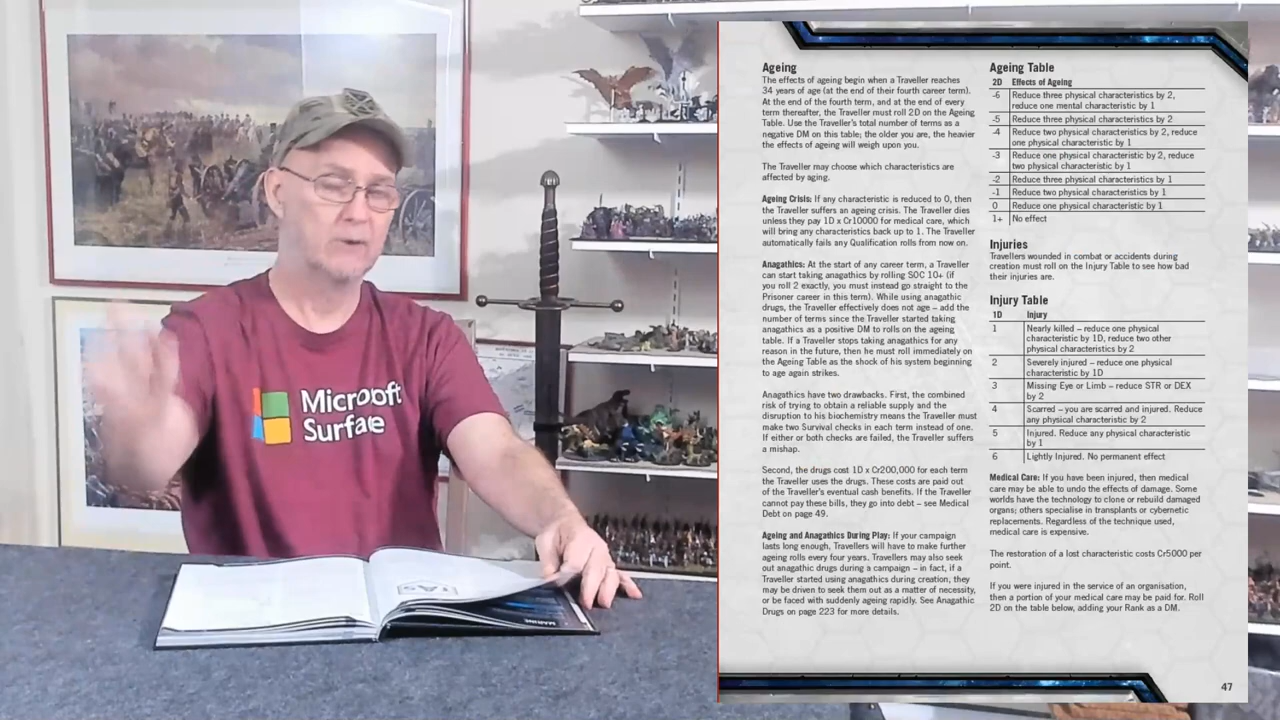 Microsoft
Surface
Ageing
The effects of ageing begin when a Traveller reaches
34 years of age (at the end of their fourth career term).
At the end of the fourth term, and at the end of every
term thereafter, the Traveller must roll 2D on the Ageing
Table. Use the Traveller's total number of terms as a
negative DM on this table; the older you are, the heavier
the effects of ageing will weigh upon you.
The Traveller may choose which characteristics are
affected by aging.
Ageing Crisis: If any characteristic is reduced to 0, then
the Traveller suffers an ageing crisis. The Traveller dies
unless they pay 1D x Cr10000 for medical care, which
will bring any characteristics back up to 1. The Traveller
automatically fails any Qualification rolls from now on.
Anagathics: At the start of any career term, a Traveller
can start taking anagathics by rolling SOC 10+ (if
you roll 2 exactly, you must instead go straight to the
Prisoner career in this term). While using anagathic
drugs, the Traveller effectively does not age – add the
number of terms since the Traveller started taking
anagathics as a positive DM to rolls on the ageing
table. If a Traveller stops taking anagathics for any
reason in the future, then he must roll immediately on
the Ageing Table as the shock of his system beginning
to age again strikes.
Anagathics have two drawbacks. First, the combined
risk of trying to obtain a reliable supply and the
disruption to his biochemistry means the Traveller must
make two Survival checks in each term instead of one.
If either or both checks are failed, the Traveller suffers
a mishap.
Second, the drugs cost 1D x Cr200,000 for each term
the Traveller uses the drugs. These costs are paid out
of the Traveller's eventual cash benefits. If the Traveller
cannot pay these bills, they go into debt – see Medical
Debt on page 49.
Ageing and Anagathics During Play: If your campaign
lasts long enough, Travellers will have to make further
ageing rolls every four years. Travellers may also seek
out anagathic drugs during a campaign – in fact, if a
Traveller started using anagathics during creation, they
may be driven to seek them out as a matter of necessity,
or be faced with suddenly ageing rapidly. See Anagathic
Drugs on page 223 for more details.
Ageing Table
2D Effects of Ageing
-6 Reduce three physical characteristics by 2,
reduce one mental characteristic by 1
-5 Reduce three physical characteristics by 2
-4 Reduce two physical characteristics by 2, reduce
one physical characteristic by 1
-3 Reduce one physical characteristic by 2, reduce
two physical characteristic by 1
-2 Reduce three physical characteristics by 1
-1 Reduce two physical characteristics by 1
0 Reduce one physical characteristic by 1
1+ No effect
Injuries
Travellers wounded in combat or accidents during
creation must roll on the Injury Table to see how bad
their injuries are.
Injury Table
1D Injury
1 Nearly killed – reduce one physical
characteristic by 1D, reduce two other
physical characteristics by 2
2 Severely injured – reduce one physical
characteristic by 1D
3 Missing Eye or Limb – reduce STR or DEX
by 2
4 Scarred – you are scarred and injured. Reduce
any physical characteristic by 2
5 Injured. Reduce any physical characteristic
by 1
6 Lightly Injured. No permanent effect
Medical Care: If you have been injured, then medical
care may be able to undo the effects of damage. Some
worlds have the technology to clone or rebuild damaged
organs; others specialise in transplants or cybernetic
replacements. Regardless of the technique used,
medical care is expensive.
The restoration of a lost characteristic costs Cr5000 per
point.
If you were injured in the service of an organisation,
then a portion of your medical care may be paid for. Roll
2D on the table below, adding your Rank as a DM.
47
TAS
MARINE